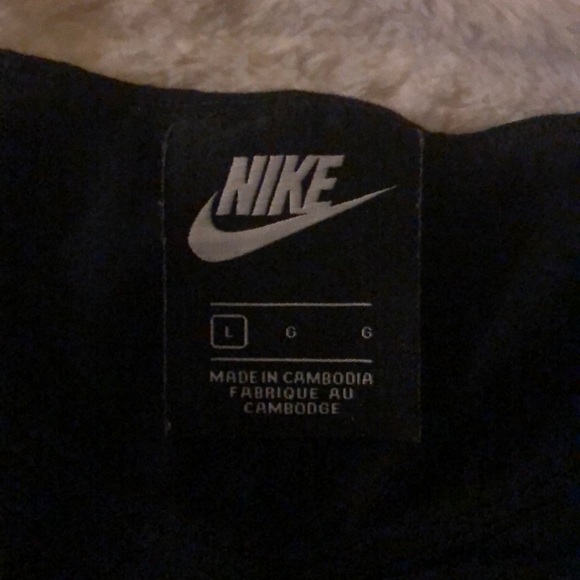 NIKE
L G G
MADE IN CAMBODIA
FABRIQUE AU
CAMBODGE